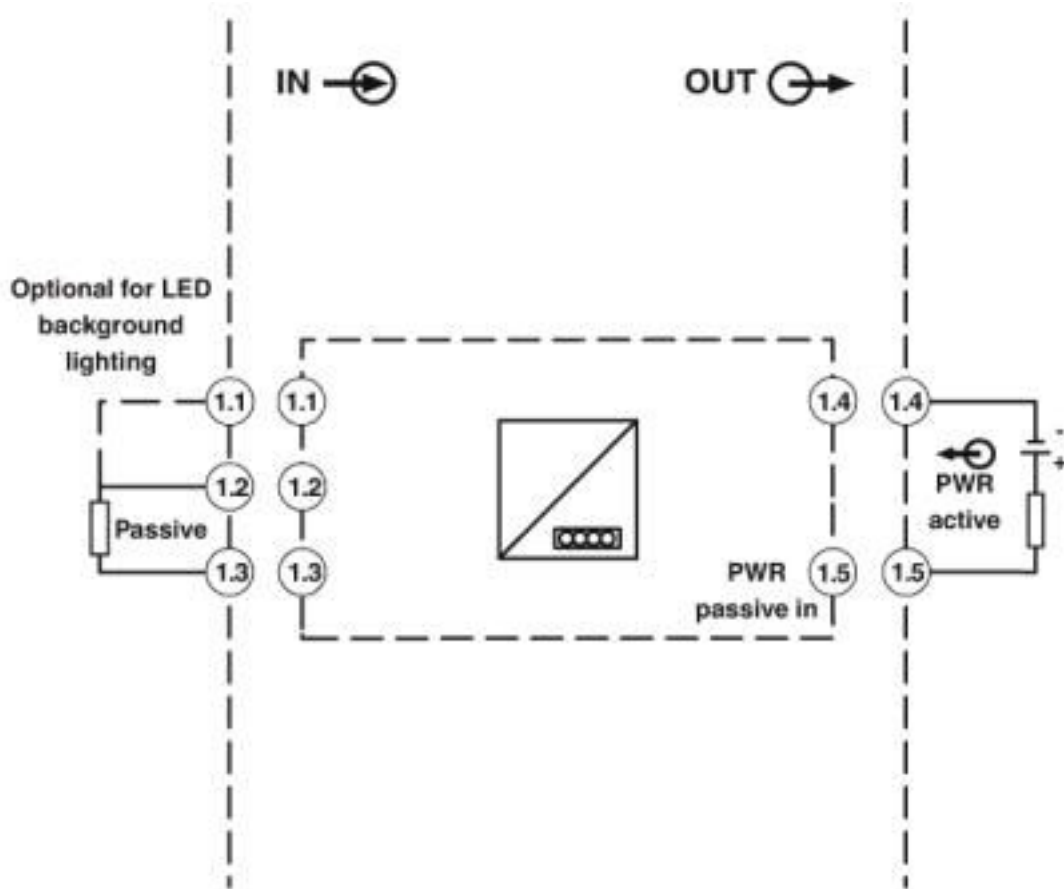 IN
OUT
Optional for LED
background
lighting
1.1
1.1
1.4
1.4
-
+
1.2
1.2
PWR
active
Passive
1.3
1.3
PWR
passive in
1.5
1.5